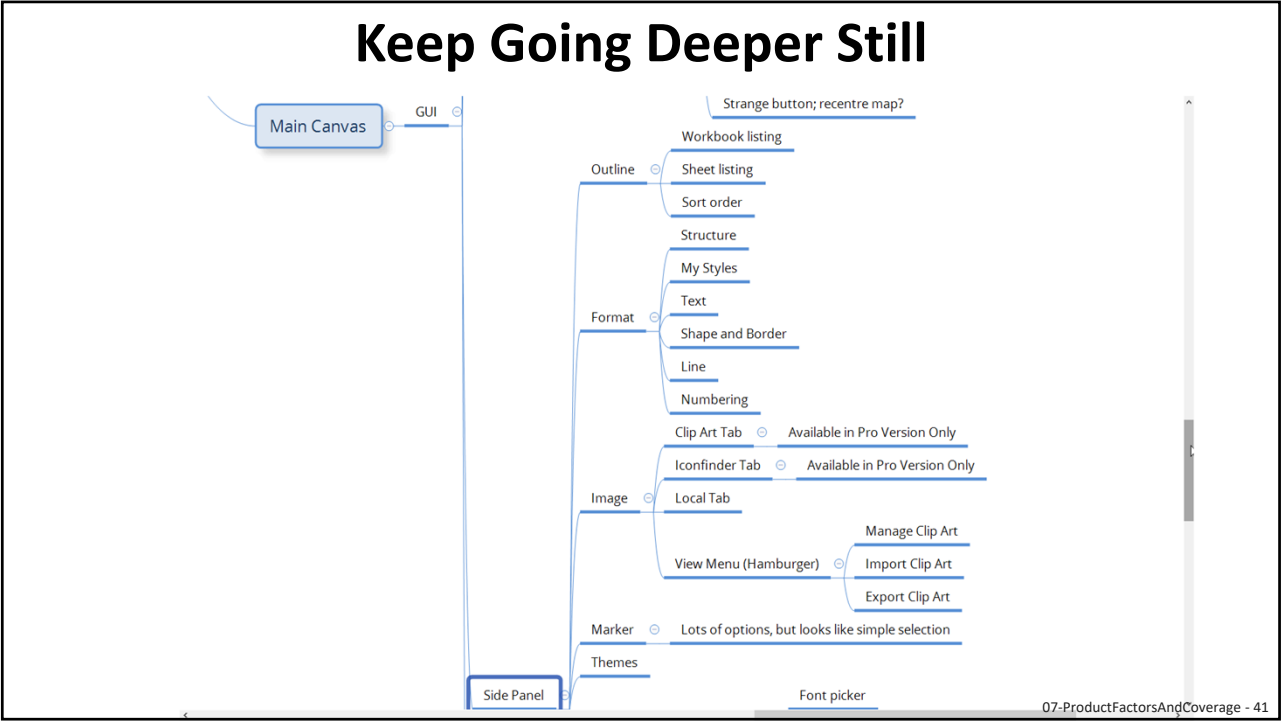 Keep Going Deeper Still
Strange button; recentre map?
GUI
Main Canvas
Workbook listing
Outline
Sheet listing
Sort order
Structure
My Styles
Text
Format
Shape and Border
Line
Numbering
Clip Art Tab
Available in Pro Version Only
Iconfinder Tab
Available in Pro Version Only
Image
Local Tab
Manage Clip Art
View Menu (Hamburger)
Import Clip Art
Export Clip Art
Marker
Lots of options, but looks like simple selection
Themes
Side Panel
Font picker
07-ProductFactorsAndCoverage - 41